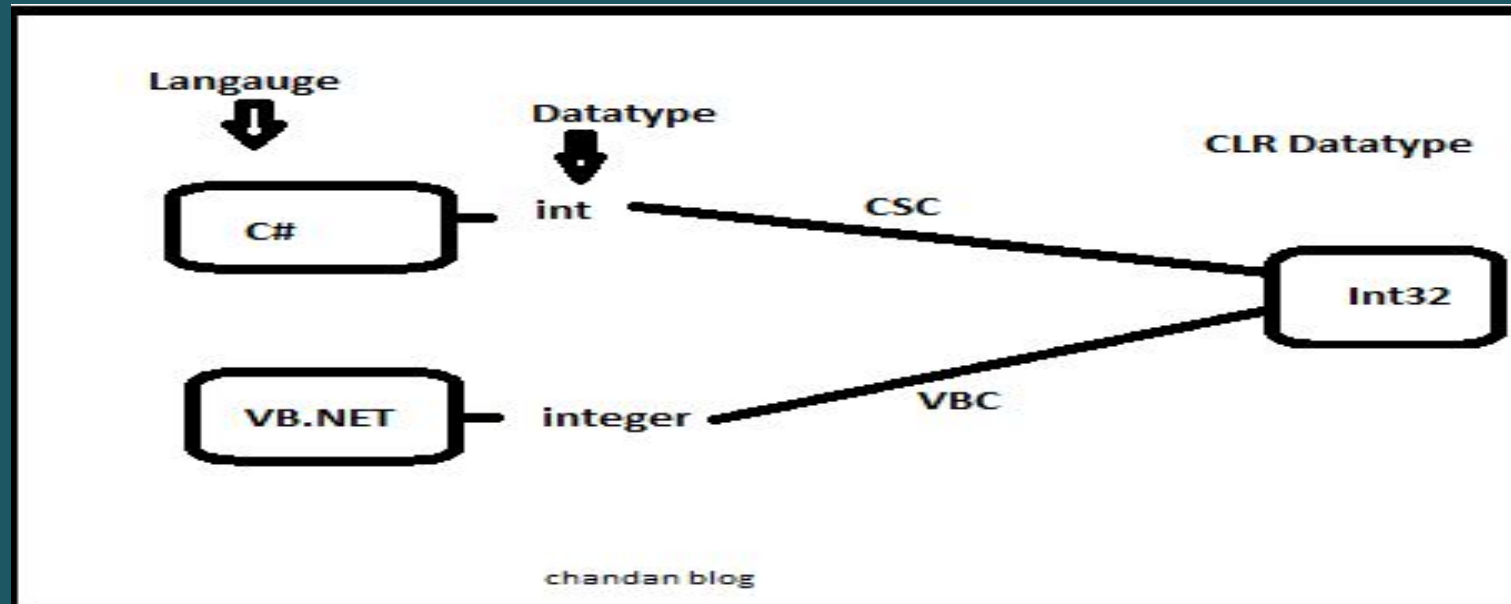 Langauge
Datatype
CLR Datatype
C#
int
CSC
Int32
VB.NET
integer
VBC
chandan blog